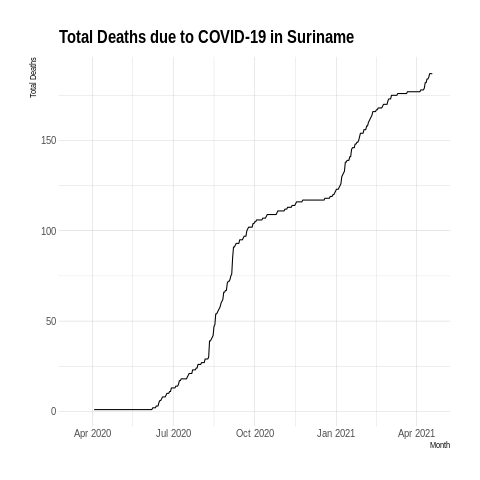 Total Deaths due to COVID-19 in Suriname
Total Deaths
150
100
50
0
Apr 2020 Jul 2020 Oct 2020 Jan 2021 Apr 2021
Month